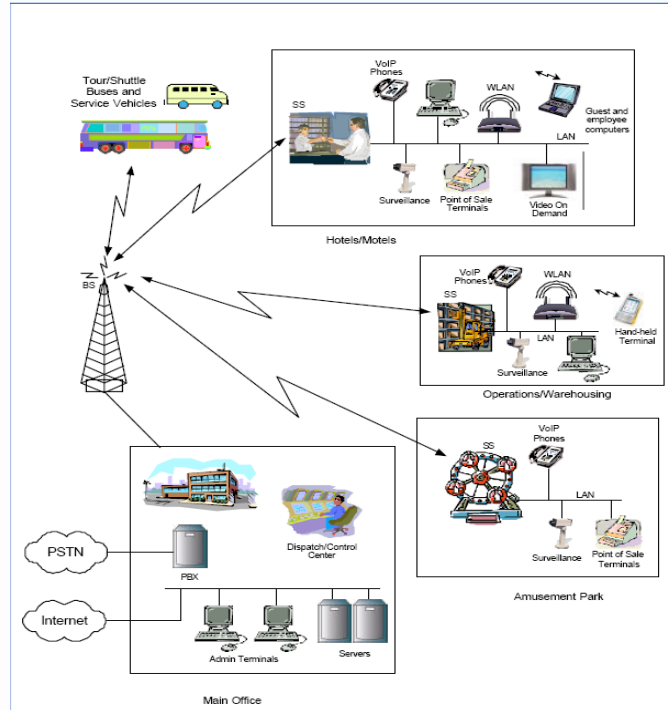 Tour/Shuttle
Buses and
Service Vehicles
BS
VoIP
Phones
SS
WLAN
Guest and
employee
computers
LAN
Surveillance
Point of Sale
Terminals
Video On
Demand
Hotels/Motels
VoIP
Phones
WLAN
SS
LAN
Hand-held
Terminal
Surveillance
Operations/Warehousing
VoIP
Phones
SS
LAN
Surveillance
Point of Sale
Terminals
Amusement Park
Dispatch/Control
Center
PSTN
PBX
Internet
Admin Terminals
Servers
Main Office